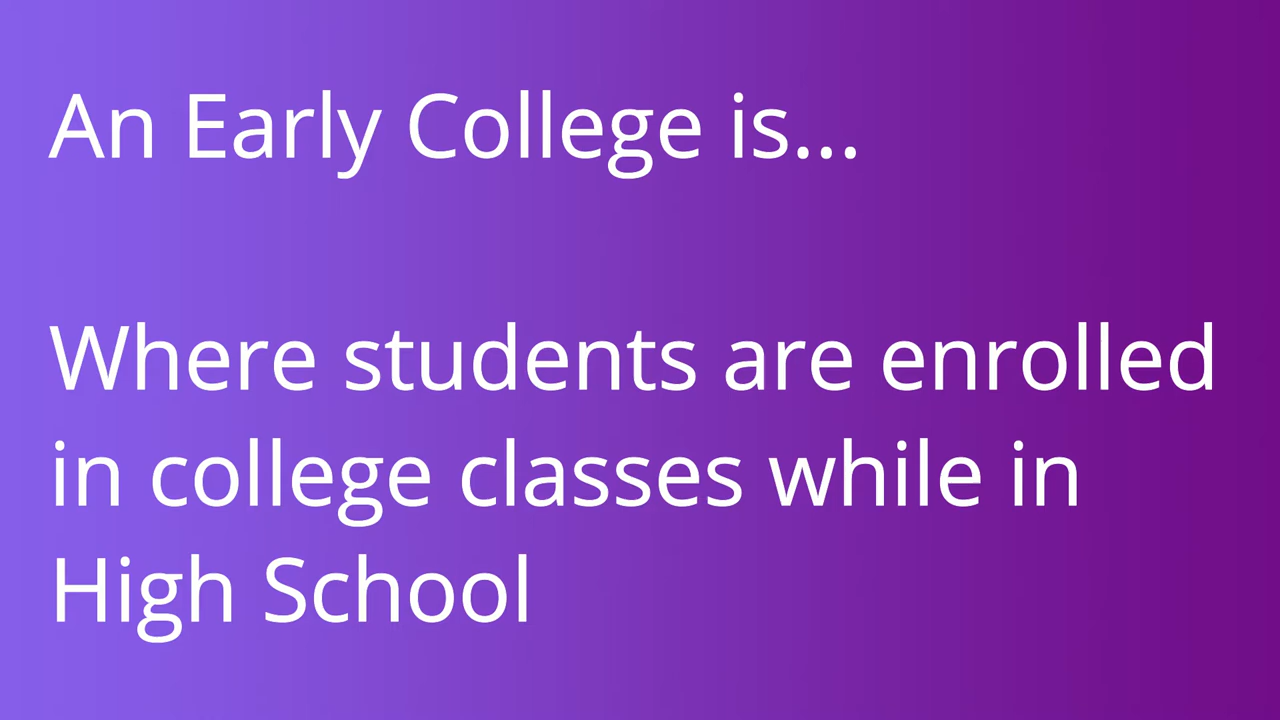 An Early College is...
Where students are enrolled
in college classes while in
High School